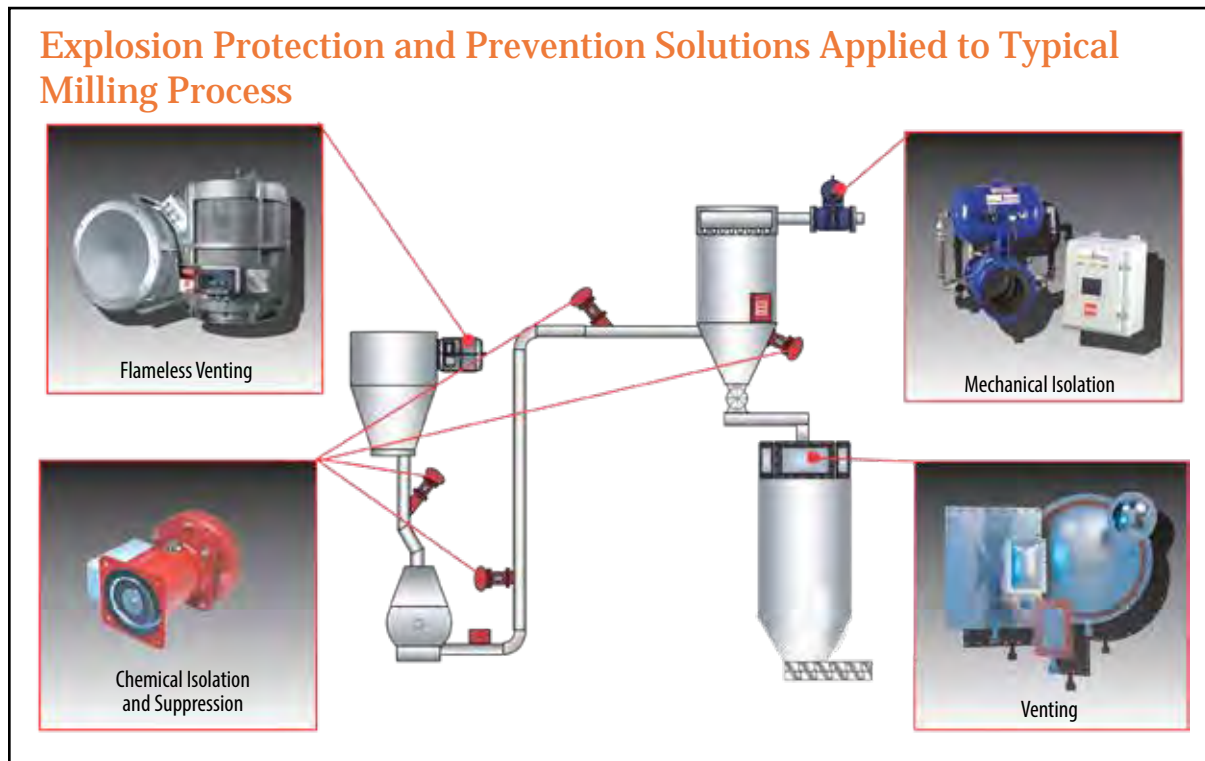 Explosion Protection and Prevention Solutions Applied to Typical
Milling Process
Flameless Venting
Mechanical Isolation
Chemical Isolation
and Suppression
Venting